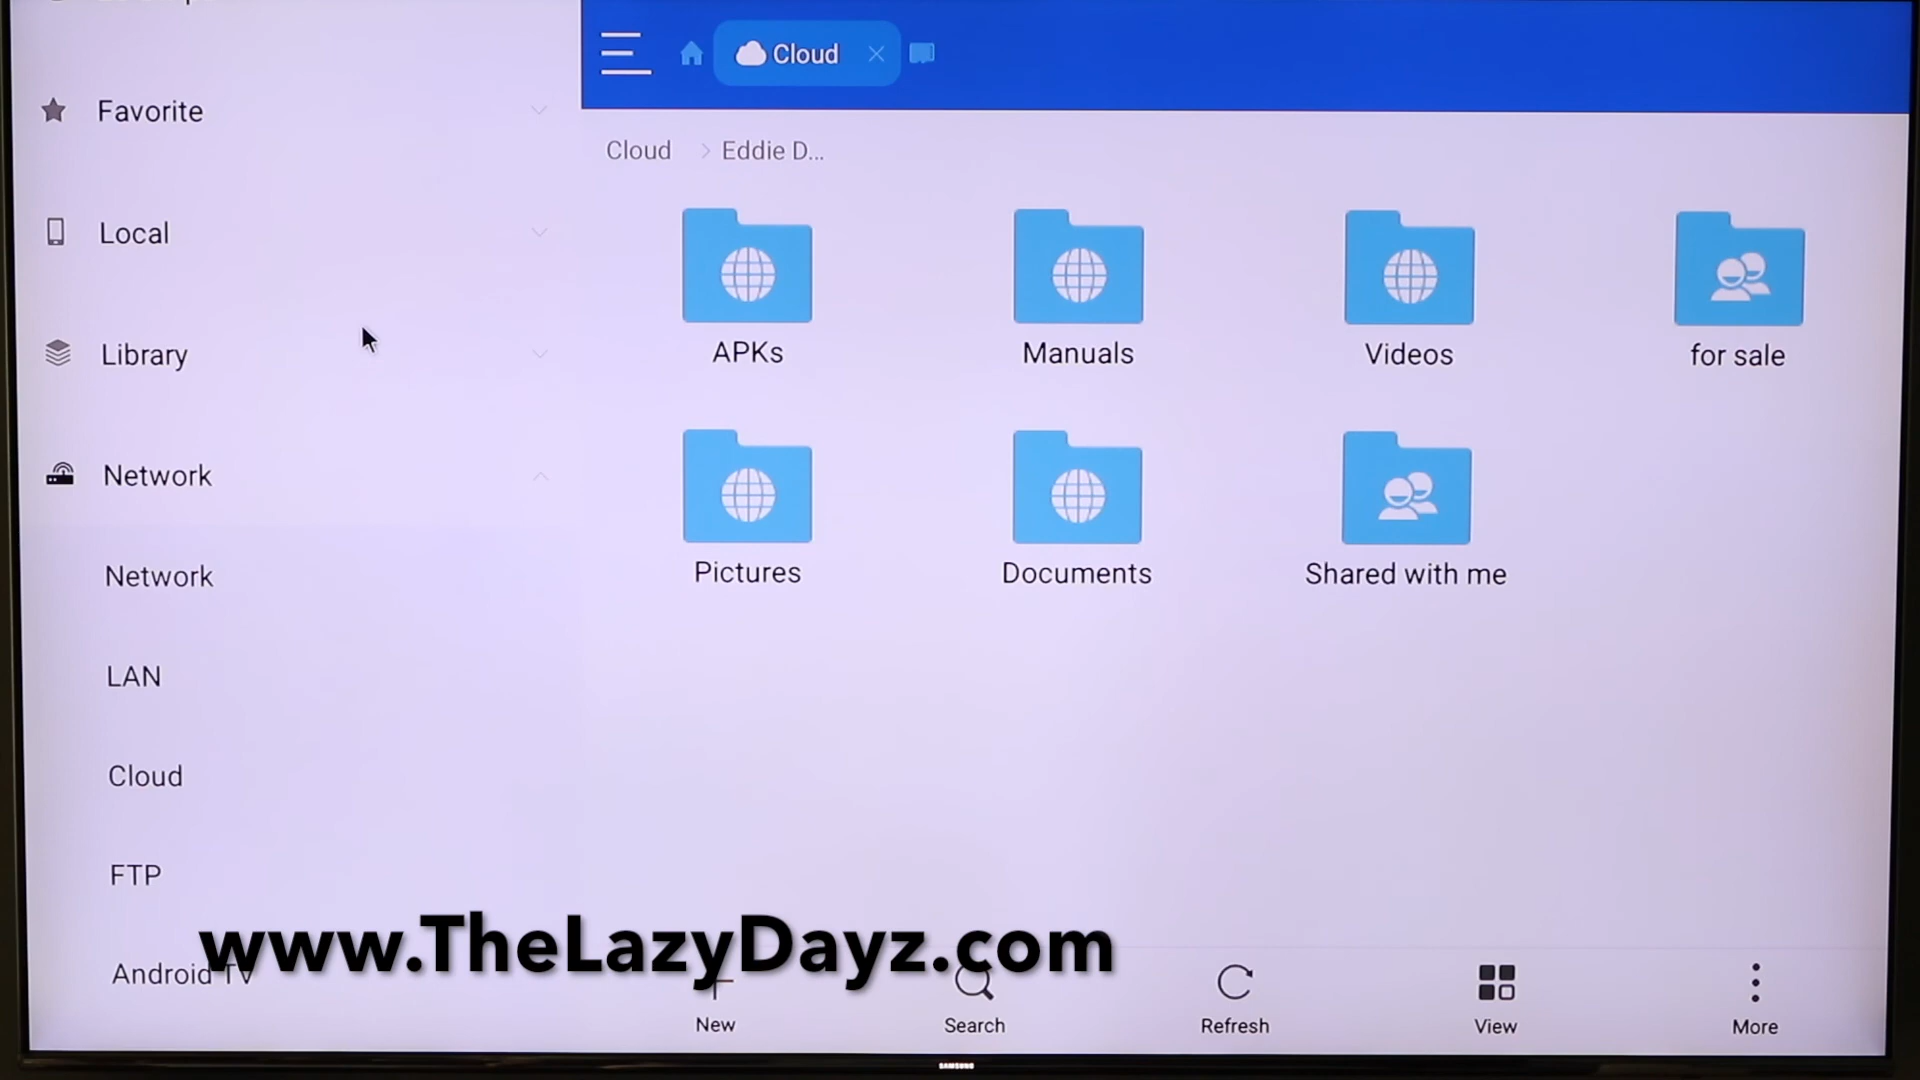 Favorite
Local
Library
Network
Network
LAN
Cloud
FTP
Android TV
Cloud
Cloud > Eddie D...
APKs
Manuals
Videos
for sale
Pictures
Documents
Shared with me
www.TheLazyDayz.com
New
Search
Refresh
View
More
SAMSUNG